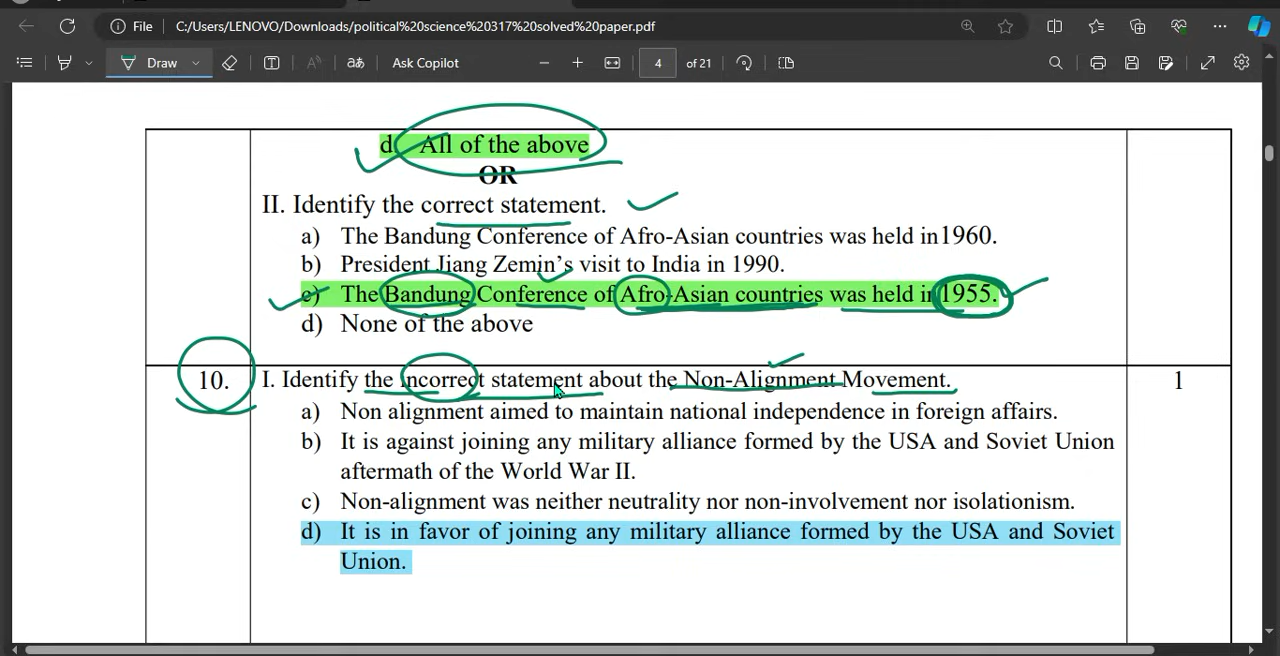 File
C:/Users/LENOVO/Downloads/political%20science%20317%20solved%20paper.pdf
Draw
Ask Copilot
4
of 21
d) All of the above
OR
II. Identify the correct statement.
a) The Bandung Conference of Afro-Asian countries was held in1960.
b) President Jiang Zemin's visit to India in 1990.
c) The Bandung Conference of Afro-Asian countries was held in 1955.
d) None of the above
10. I. Identify the incorrect statement about the Non-Alignment Movement. 1
a) Non alignment aimed to maintain national independence in foreign affairs.
b) It is against joining any military alliance formed by the USA and Soviet Union
aftermath of the World War II.
c) Non-alignment was neither neutrality nor non-involvement nor isolationism.
d) It is in favor of joining any military alliance formed by the USA and Soviet
Union.